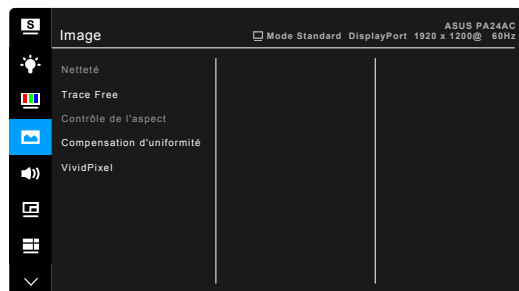 S
ASUS PA24AC
Image
Mode Standard DisplayPort 1920 x 1200@ 60Hz
Netteté
Trace Free
Contrôle de l'aspect
Compensation d'uniformité
VividPixel